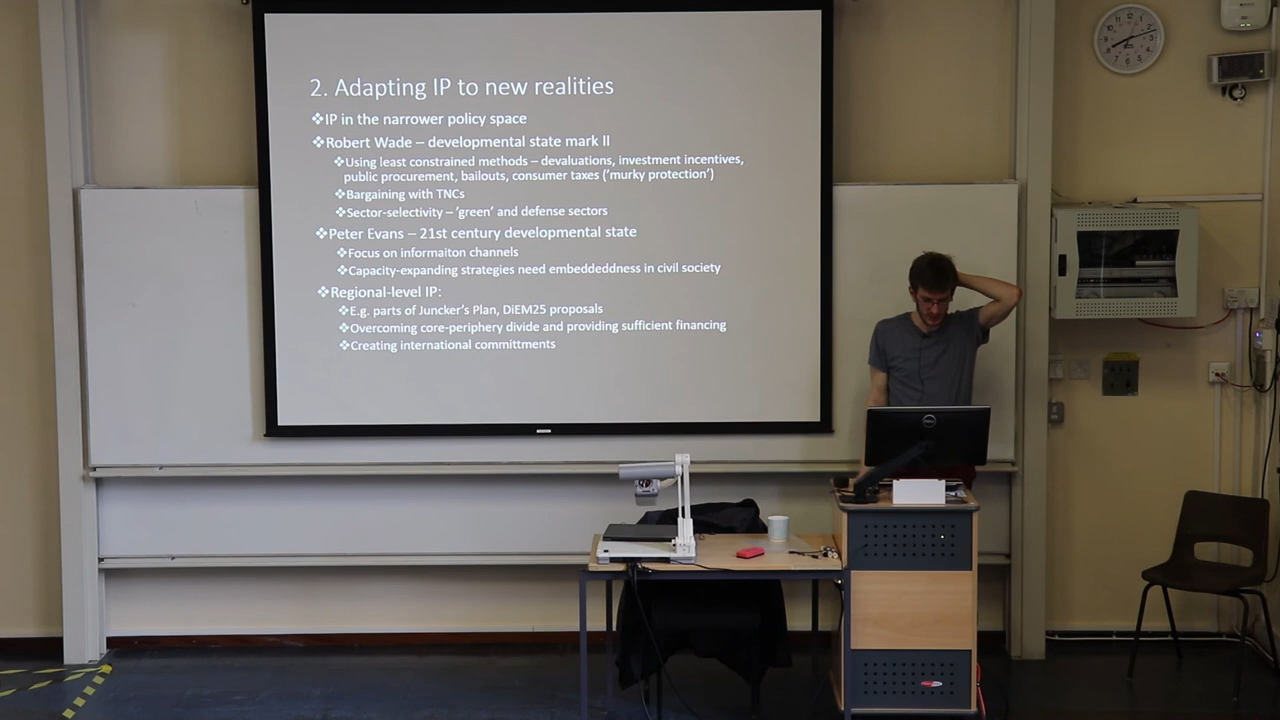 2. Adapting IP to new realities
❖IP in the narrower policy space
❖Robert Wade – developmental state mark II
❖Using least constrained methods – devaluations, investment incentives,
public procurement, bailouts, consumer taxes ('murky protection')
❖Bargaining with TNCs
❖Sector-selectivity – 'green' and defense sectors
❖Peter Evans – 21st century developmental state
❖Focus on informaiton channels
❖Capacity-expanding strategies need embeddedness in civil society
❖Regional-level IP:
❖E.g. parts of Juncker's Plan, DiEM25 proposals
❖Overcoming core-periphery divide and providing sufficient financing
❖Creating international committments
DELL